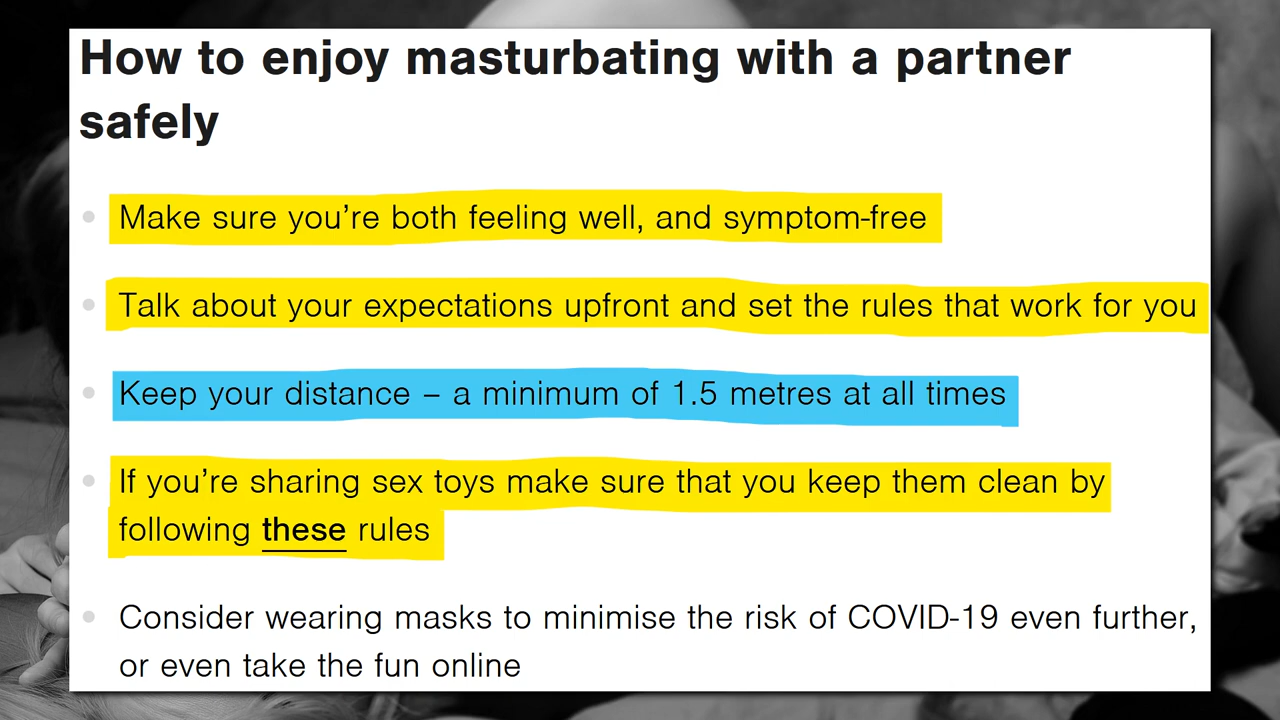 How to enjoy masturbating with a partner
safely
Make sure you’re both feeling well, and symptom-free
Talk about your expectations upfront and set the rules that work for you
Keep your distance – a minimum of 1.5 metres at all times
If you’re sharing sex toys make sure that you keep them clean by
following these rules
Consider wearing masks to minimise the risk of COVID-19 even further,
or even take the fun online